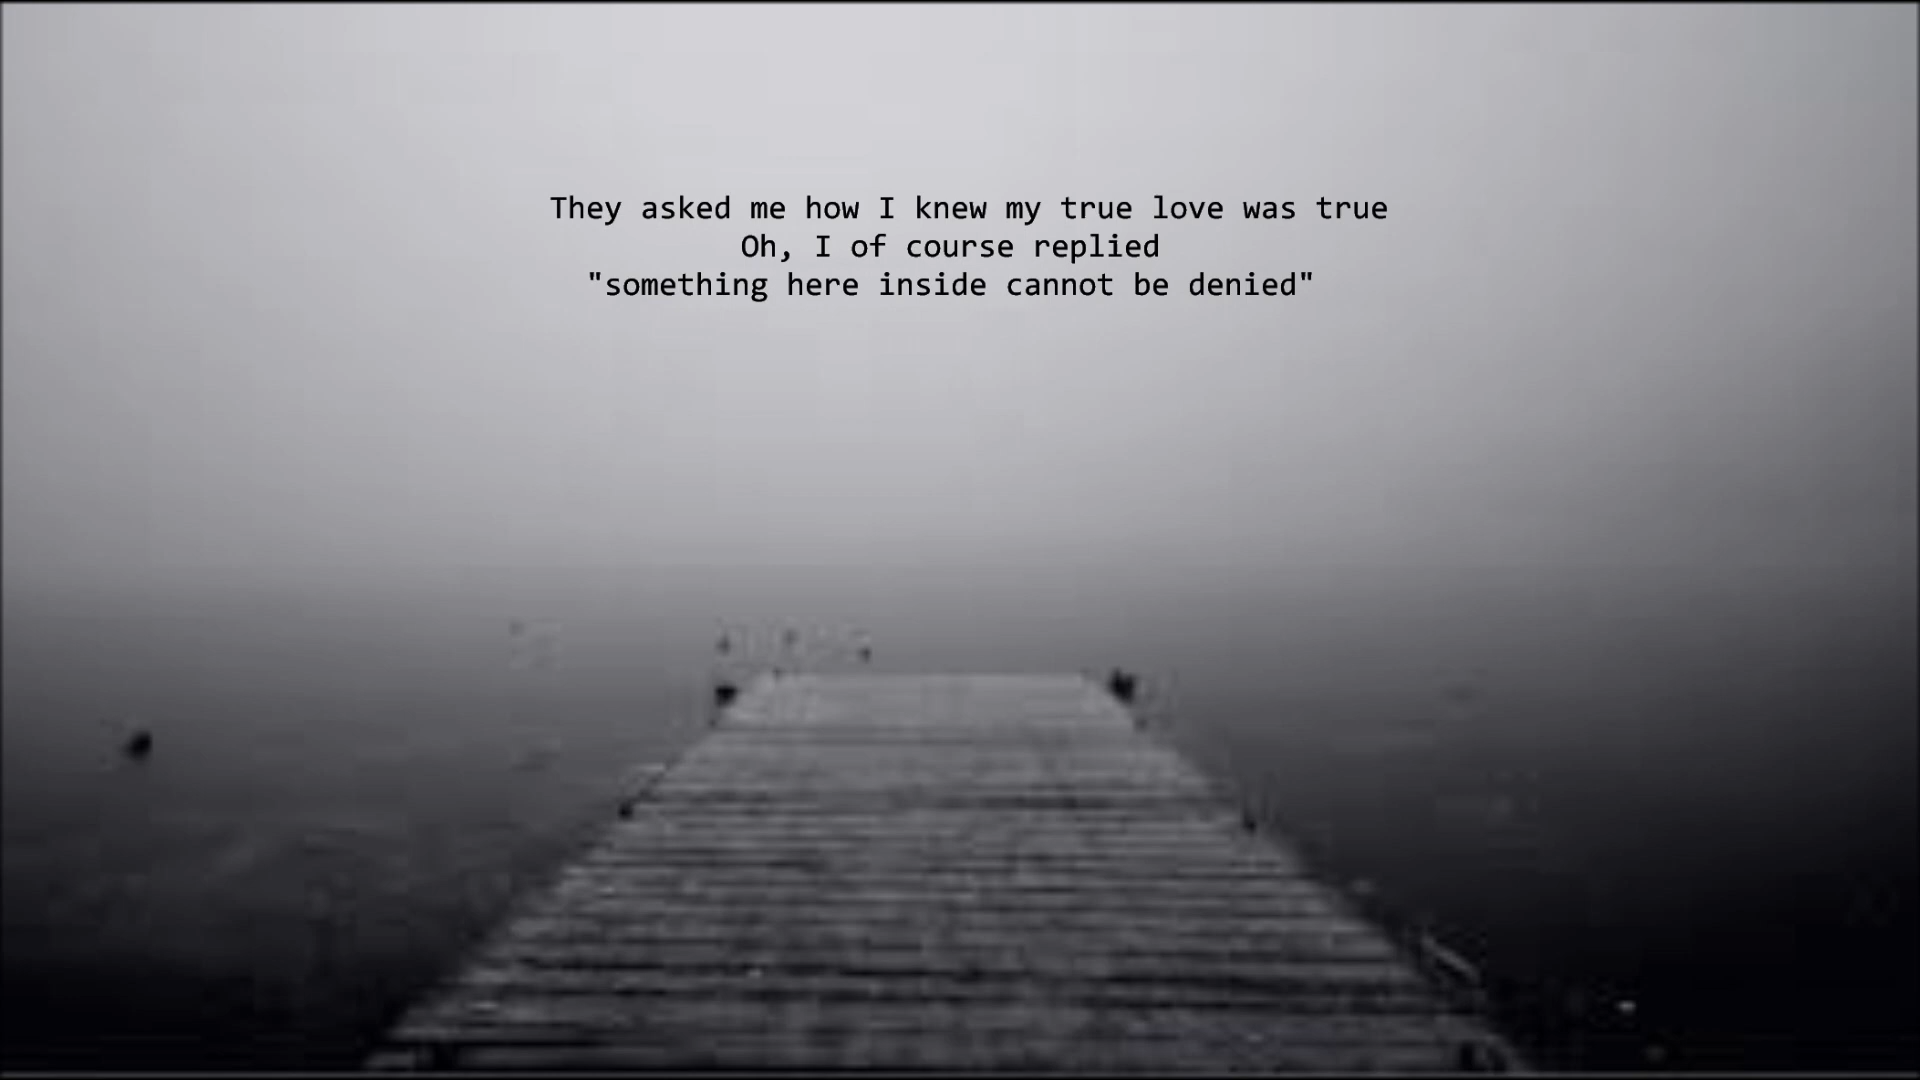 They asked me how I knew my true love was true
Oh, I of course replied
"something here inside cannot be denied"